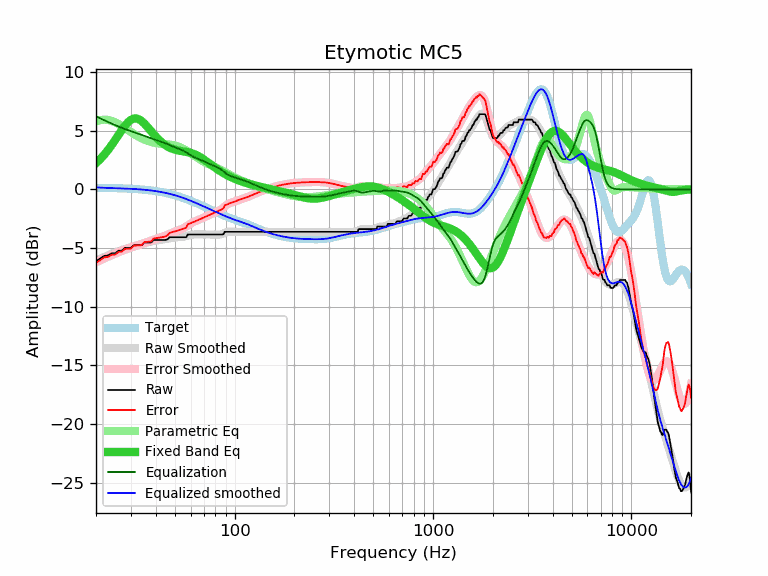 Etymotic MC5
10
5
0
−5
−10
−15
−20
−25
Amplitude (dBr)
Target
Raw Smoothed
Error Smoothed
Raw
Error
Parametric Eq
Fixed Band Eq
Equalization
Equalized smoothed
100
1000
10000
Frequency (Hz)